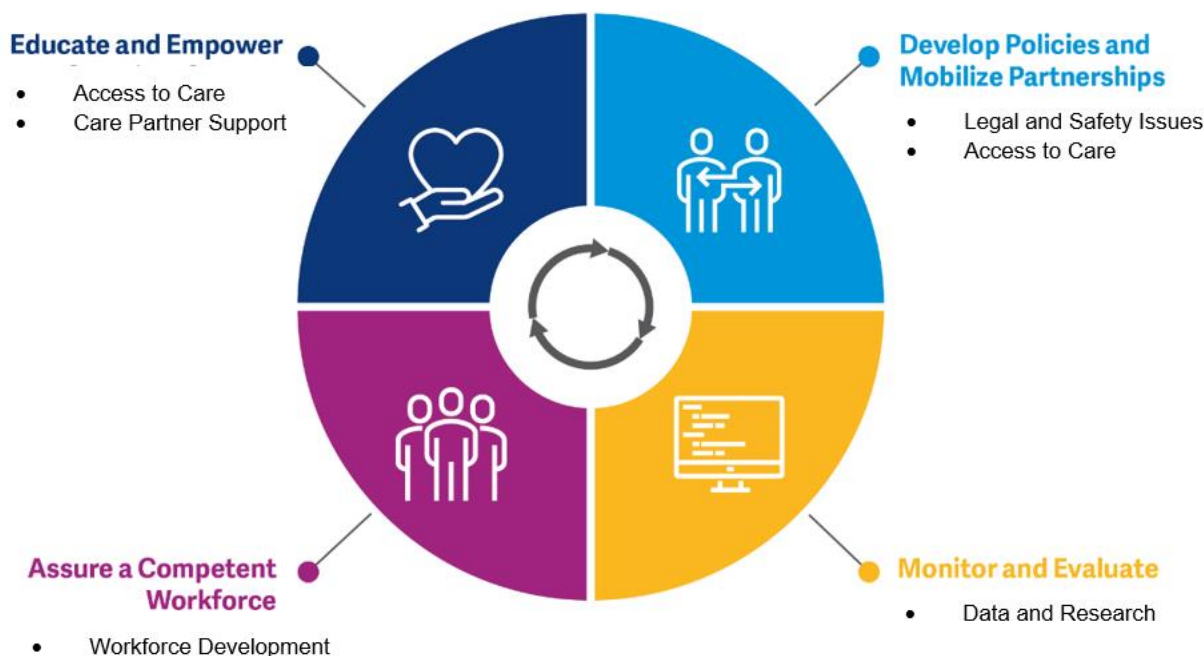 Educate and Empower
• Access to Care
• Care Partner Support
Develop Policies and
Mobilize Partnerships
• Legal and Safety Issues
• Access to Care
Assure a Competent
Workforce
• Workforce Development
Monitor and Evaluate
• Data and Research